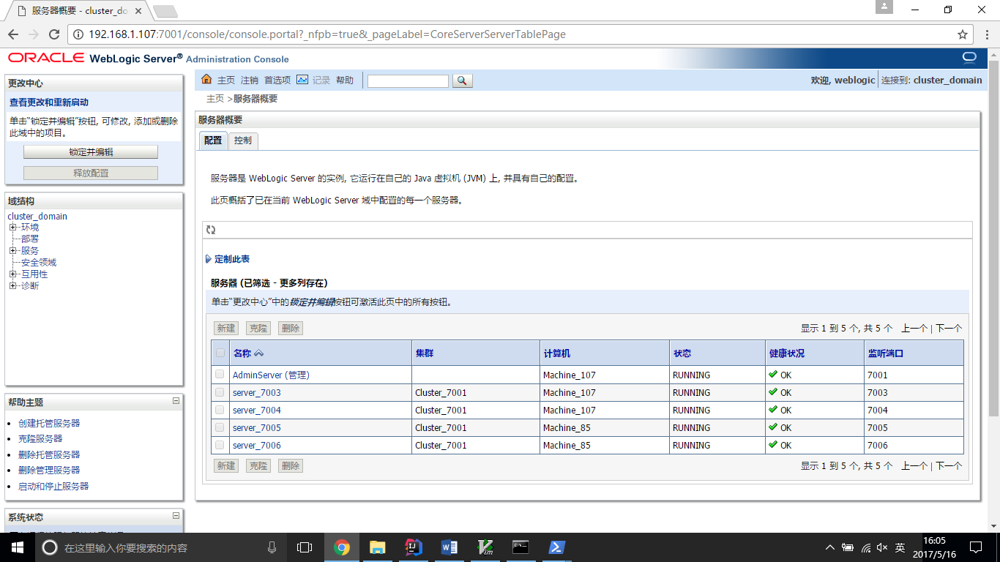 服务器概要 - cluster_do
192.168.1.107:7001/console/console.portal?_nfpb=true&_pageLabel=CoreServerServerTablePage
ORACLE WebLogic Server® Administration Console
更改中心
查看更改和重新启动
单击“锁定并编辑”按钮, 可修改, 添加或删除
此域中的项目。
锁定并编辑
释放配置
域结构
cluster_domain
环境
部署
服务
安全领域
互用性
诊断
帮助主题
创建托管服务器
克隆服务器
删除托管服务器
删除管理服务器
启动和停止服务器
系统状态
主页 注销 首选项 记录 帮助
欢迎, weblogic 连接到: cluster_domain
主页 >服务器概要
服务器概要
配置 控制
服务器是 WebLogic Server 的实例, 它运行在自己的 Java 虚拟机 (JVM) 上, 并具有自己的配置。
此页概括了已在当前 WebLogic Server 域中配置的每一个服务器。
定制此表
服务器 (已筛选 - 更多列存在)
单击“更改中心”中的锁定并编辑按钮可激活此页中的所有按钮。
新建 克隆 删除 显示 1 到 5 个, 共 5 个 上一个 | 下一个
名称 集群 计算机 状态 健康状况 监听端口
AdminServer (管理) Machine_107 RUNNING OK 7001
server_7003 Cluster_7001 Machine_107 RUNNING OK 7003
server_7004 Cluster_7001 Machine_107 RUNNING OK 7004
server_7005 Cluster_7001 Machine_85 RUNNING OK 7005
server_7006 Cluster_7001 Machine_85 RUNNING OK 7006
新建 克隆 删除 显示 1 到 5 个, 共 5 个 上一个 | 下一个
在这里输入你要搜索的内容
英
16:05
2017/5/16